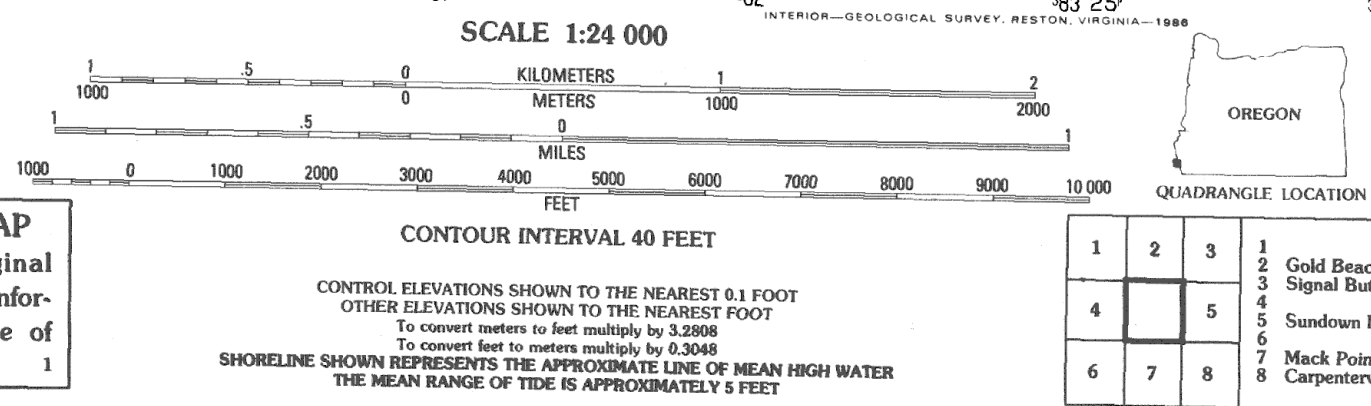 83 25"
INTERIOR—GEOLOGICAL SURVEY, RESTON, VIRGINIA—1986
SCALE 1:24 000
1 .5 0 KILOMETERS 1 2
1000 0 METERS 1000 2000
1 .5 0 1
MILES
1000 0 1000 2000 3000 4000 5000 6000 7000 8000 9000 10 000
FEET
CONTOUR INTERVAL 40 FEET
CONTROL ELEVATIONS SHOWN TO THE NEAREST 0.1 FOOT
OTHER ELEVATIONS SHOWN TO THE NEAREST FOOT
To convert meters to feet multiply by 3.2808
To convert feet to meters multiply by 0.3048
SHORELINE SHOWN REPRESENTS THE APPROXIMATE LINE OF MEAN HIGH WATER
THE MEAN RANGE OF TIDE IS APPROXIMATELY 5 FEET
AP
ginal
nfor-
e of
1
OREGON
QUADRANGLE LOCATION
1 2 3
4 5
6 7 8
1
2 Gold Beac
3 Signal But
4
5 Sundown
6
7 Mack Poin
8 Carpenterv